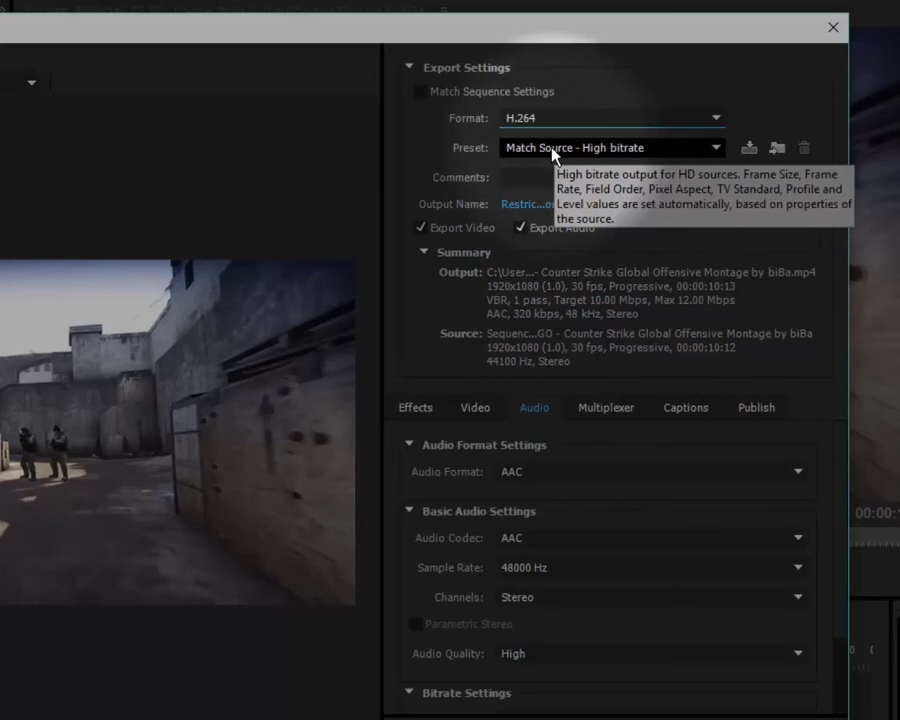 Export Settings
Match Sequence Settings
Format: H.264
Preset: Match Source - High bitrate
High bitrate output for HD sources. Frame Size, Frame
Rate, Field Order, Pixel Aspect, TV Standard, Profile and
Level values are set automatically, based on properties of
the source.
Comments:
Output Name: Restric...
Export Video Export Audio
Summary
Output: C:\User...- Counter Strike Global Offensive Montage by biBa.mp4
1920x1080 (1.0), 30 fps, Progressive, 00:00:10:13
VBR, 1 pass, Target 10.00 Mbps, Max 12.00 Mbps
AAC, 320 kbps, 48 kHz, Stereo
Source: Sequenc...GO - Counter Strike Global Offensive Montage by biBa
1920x1080 (1.0), 30 fps, Progressive, 00:00:10:12
44100 Hz, Stereo
Effects Video Audio Multiplexer Captions Publish
Audio Format Settings
Audio Format: AAC
00:00:
Basic Audio Settings
Audio Codec: AAC
Sample Rate: 48000 Hz
Channels: Stereo
Parametric Stereo
Audio Quality: High
Bitrate Settings